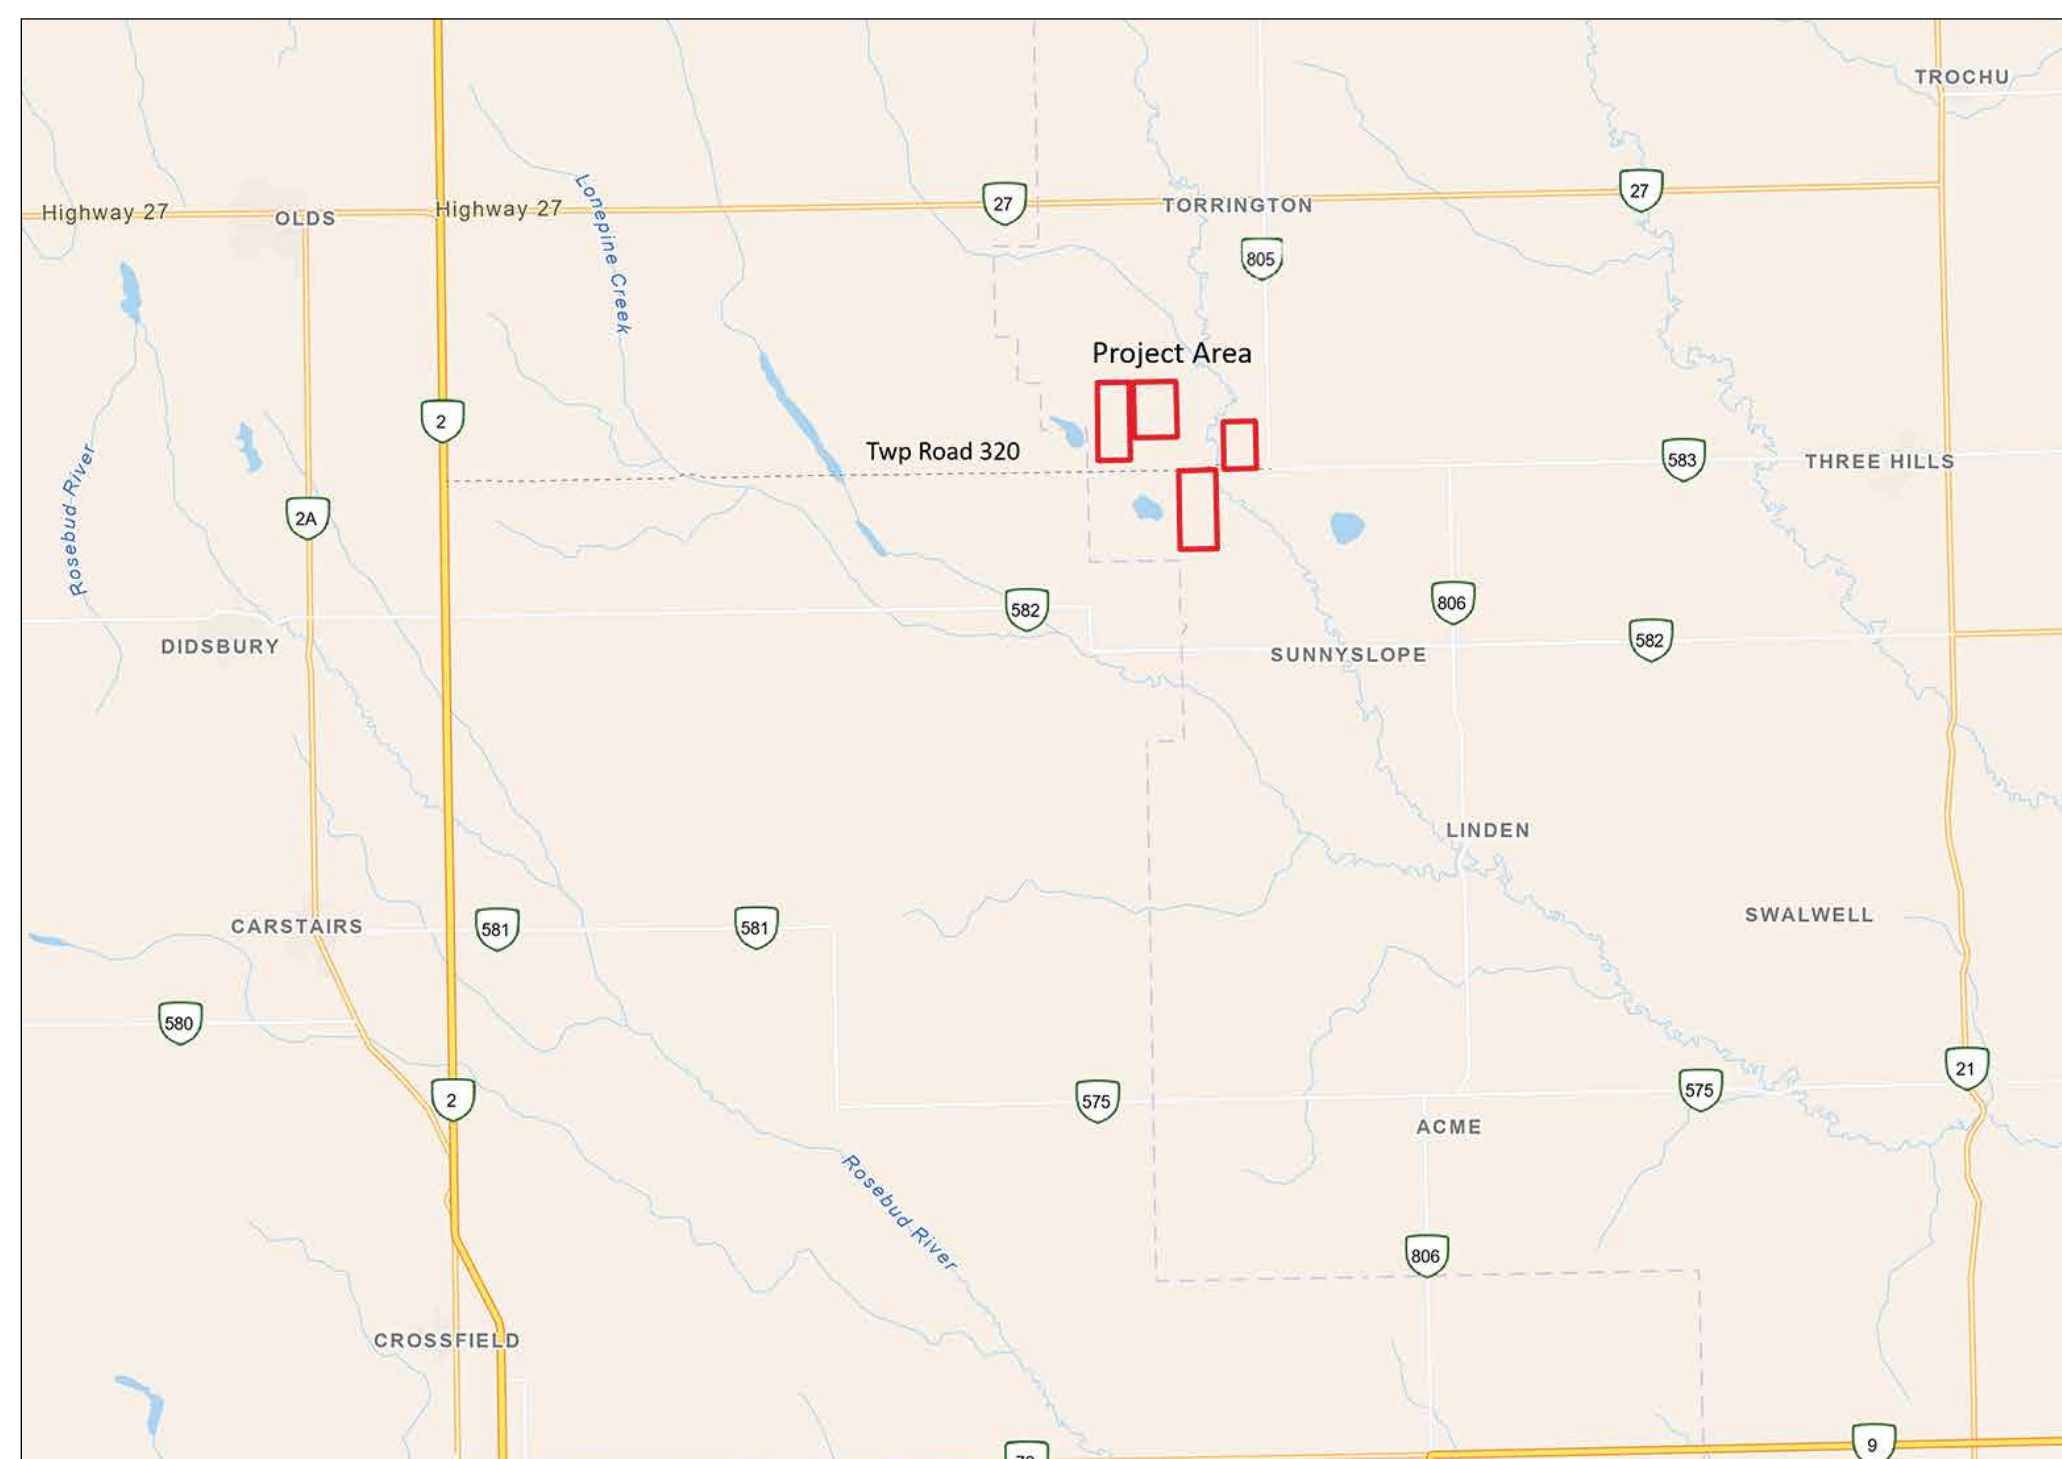 TROCHU
27
Highway 27
OLDS
Highway 27
27
TORRINGTON
Lonepine Creek
805
Project Area
2
Twp Road 320
583
THREE HILLS
Rosebud River
2A
582
806
582
DIDSBURY
SUNNYSLOPE
LINDEN
SWALWELL
CARSTAIRS
581
581
580
21
2
575
575
ACME
Rosebud River
806
CROSSFIELD
9